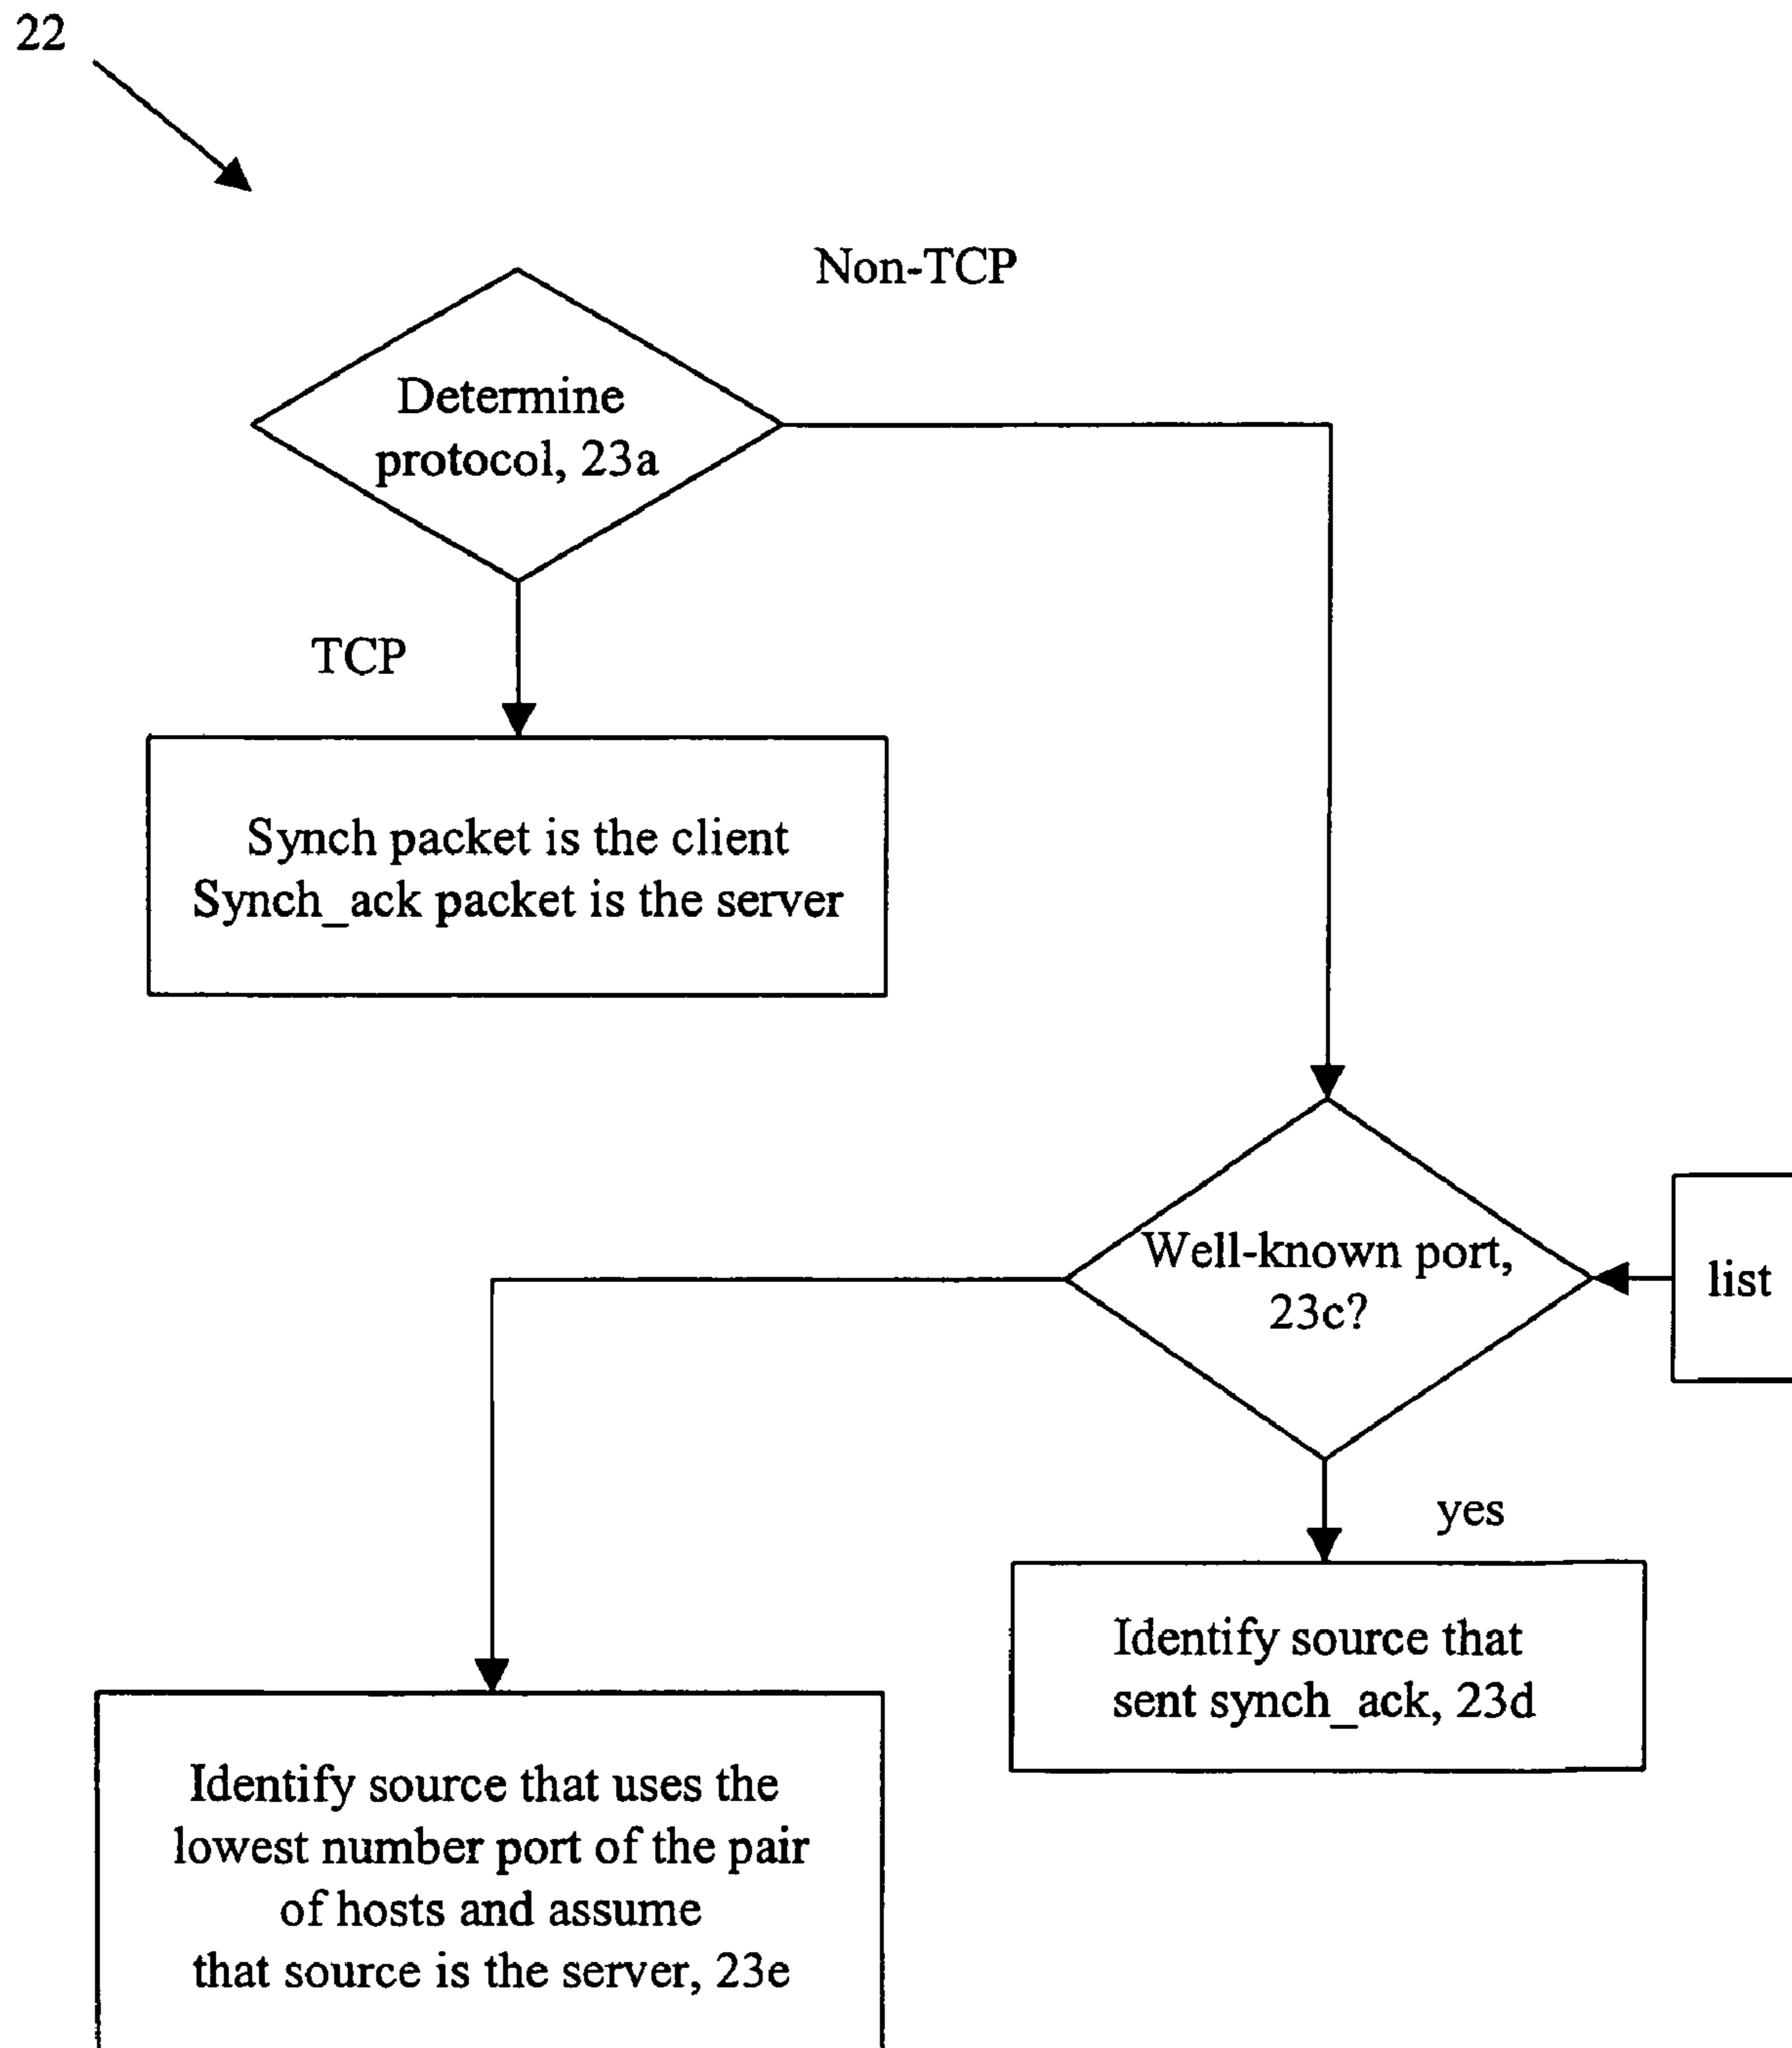 22
Non-TCP
Determine
protocol, 23a
TCP
Synch packet is the client
Synch_ack packet is the server
Well-known port,
23c?
list
yes
Identify source that
sent synch_ack, 23d
Identify source that uses the
lowest number port of the pair
of hosts and assume
that source is the server, 23e